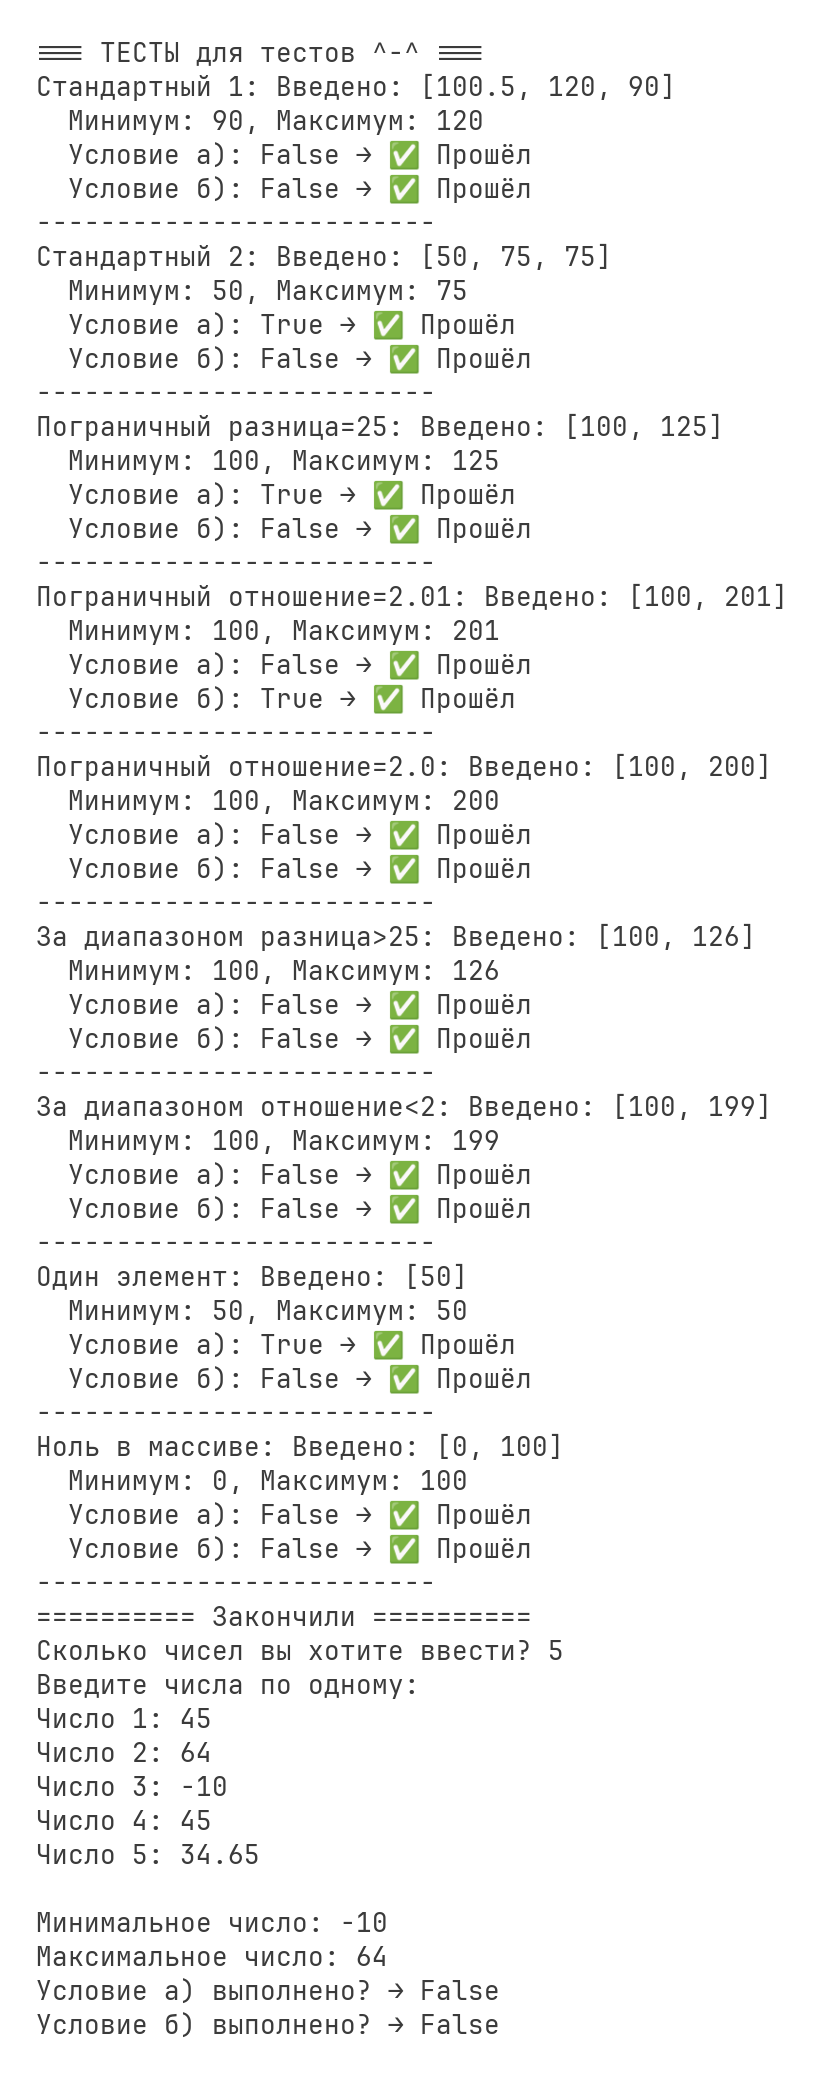 === ТЕСТЫ для тестов ^-^ ===
Стандартный 1: Введено: [100.5, 120, 90]
  Минимум: 90, Максимум: 120
  Условие а): False → ✅ Прошёл
  Условие б): False → ✅ Прошёл
-------------------------
Стандартный 2: Введено: [50, 75, 75]
  Минимум: 50, Максимум: 75
  Условие а): True → ✅ Прошёл
  Условие б): False → ✅ Прошёл
-------------------------
Пограничный разница=25: Введено: [100, 125]
  Минимум: 100, Максимум: 125
  Условие а): True → ✅ Прошёл
  Условие б): False → ✅ Прошёл
-------------------------
Пограничный отношение=2.01: Введено: [100, 201]
  Минимум: 100, Максимум: 201
  Условие а): False → ✅ Прошёл
  Условие б): True → ✅ Прошёл
-------------------------
Пограничный отношение=2.0: Введено: [100, 200]
  Минимум: 100, Максимум: 200
  Условие а): False → ✅ Прошёл
  Условие б): False → ✅ Прошёл
-------------------------
За диапазоном разница>25: Введено: [100, 126]
  Минимум: 100, Максимум: 126
  Условие а): False → ✅ Прошёл
  Условие б): False → ✅ Прошёл
-------------------------
За диапазоном отношение<2: Введено: [100, 199]
  Минимум: 100, Максимум: 199
  Условие а): False → ✅ Прошёл
  Условие б): False → ✅ Прошёл
-------------------------
Один элемент: Введено: [50]
  Минимум: 50, Максимум: 50
  Условие а): True → ✅ Прошёл
  Условие б): False → ✅ Прошёл
-------------------------
Ноль в массиве: Введено: [0, 100]
  Минимум: 0, Максимум: 100
  Условие а): False → ✅ Прошёл
  Условие б): False → ✅ Прошёл
-------------------------
========== Закончили ==========
Сколько чисел вы хотите ввести? 5
Введите числа по одному:
Число 1: 45
Число 2: 64
Число 3: -10
Число 4: 45
Число 5: 34.65

Минимальное число: -10
Максимальное число: 64
Условие а) выполнено? → False
Условие б) выполнено? → False